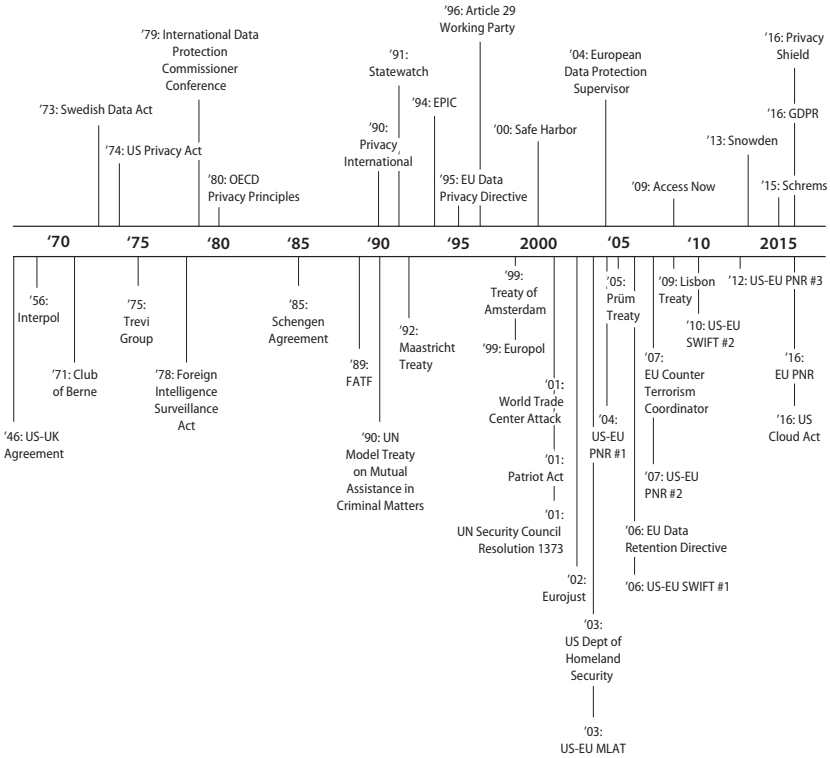 '96: Article 29
Working Party
'79: International Data
Protection
Commissioner
Conference
'91:
Statewatch
'04: European
Data Protection
Supervisor
'16: Privacy
Shield
'73: Swedish Data Act
'94: EPIC
'16: GDPR
'74: US Privacy Act
'90:
Privacy
International
'00: Safe Harbor
'13: Snowden
'80: OECD
Privacy Principles
'95: EU Data
Privacy Directive
'09: Access Now
'15: Schrems
'70 '75 '80 '85 '90 '95 2000 '05 '10 2015
'56:
Interpol
'75:
Trevi
Group
'85:
Schengen
Agreement
'99:
Treaty of
Amsterdam
'05:
Prüm
Treaty
'09: Lisbon
Treaty
'12: US-EU PNR #3
'92:
Maastricht
Treaty
'99: Europol
'10: US-EU
SWIFT #2
'71: Club
of Berne
'78: Foreign
Intelligence
Surveillance
Act
'89:
FATF
'01:
World Trade
Center Attack
'07:
EU Counter
Terrorism
Coordinator
'16:
EU PNR
'46: US-UK
Agreement
'90: UN
Model Treaty
on Mutual
Assistance in
Criminal Matters
'04:
US-EU
PNR #1
'16: US
Cloud Act
'01:
Patriot Act
'07: US-EU
PNR #2
'01:
UN Security Council
Resolution 1373
'06: EU Data
Retention Directive
'02:
Eurojust
'06: US-EU SWIFT #1
'03:
US Dept of
Homeland
Security
'03:
US-EU MLAT